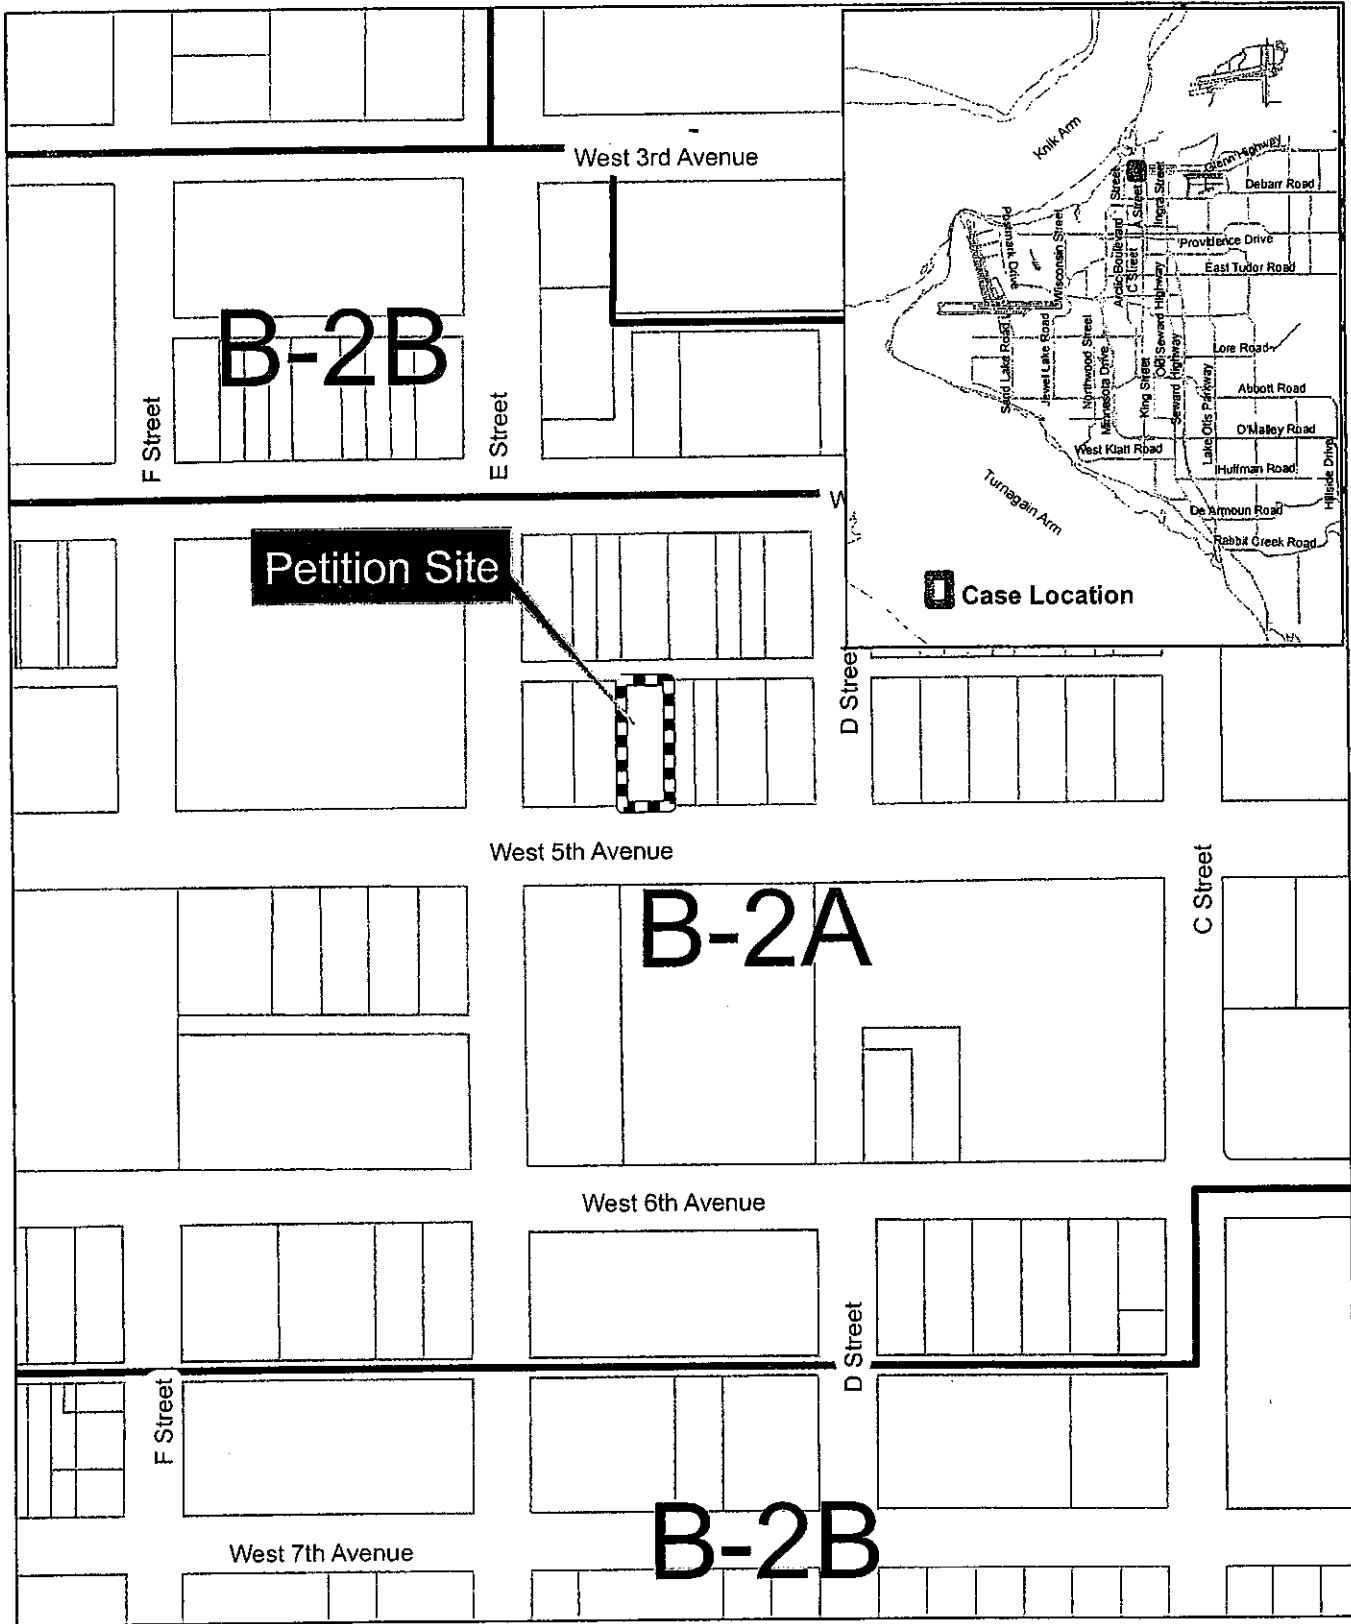 West 3rd Avenue
B-2B
F Street
E Street
W
Petition Site
D Stree
West 5th Avenue
B-2A
C Street
West 6th Avenue
D Street
F Street
West 7th Avenue
B-2B
Knik Arm
Glenn Highway
Debarr Road
I Street
A Street
Ingra Street
Postmark Drive
Wisconsin Street
Arctic Boulevard
C Street
Providence Drive
East Tudor Road
Old Seward Highway
Sand Lake Road
Jewel Lake Road
Northwood Street
Minnesota Drive
King Street
Seward Highway
Lake Otis Parkway
Lore Road
Abbott Road
O'Malley Road
West Klatt Road
Huffman Road
Hillside Drive
Turnagain Arm
De Armoun Road
Rabbit Creek Road
Case Location